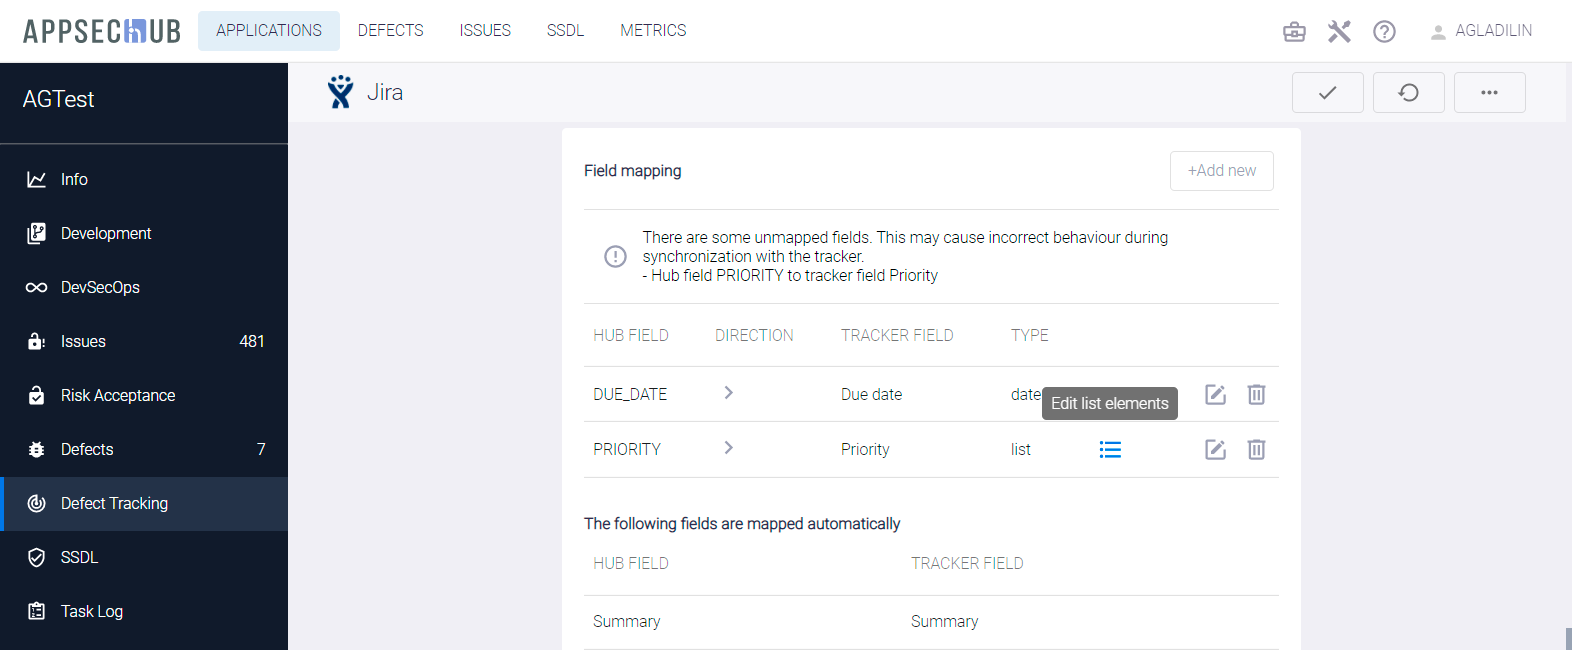 APPSECHUB
APPLICATIONS
DEFECTS
ISSUES
SSDL
METRICS
AGLADILIN
AGTest
Jira
Info
Development
DevSecOps
Issues 481
Risk Acceptance
Defects 7
Defect Tracking
SSDL
Task Log
Field mapping
+Add new
There are some unmapped fields. This may cause incorrect behaviour during
synchronization with the tracker.
- Hub field PRIORITY to tracker field Priority
HUB FIELD DIRECTION TRACKER FIELD TYPE
DUE_DATE Due date date
Edit list elements
PRIORITY Priority list
The following fields are mapped automatically
HUB FIELD TRACKER FIELD
Summary Summary